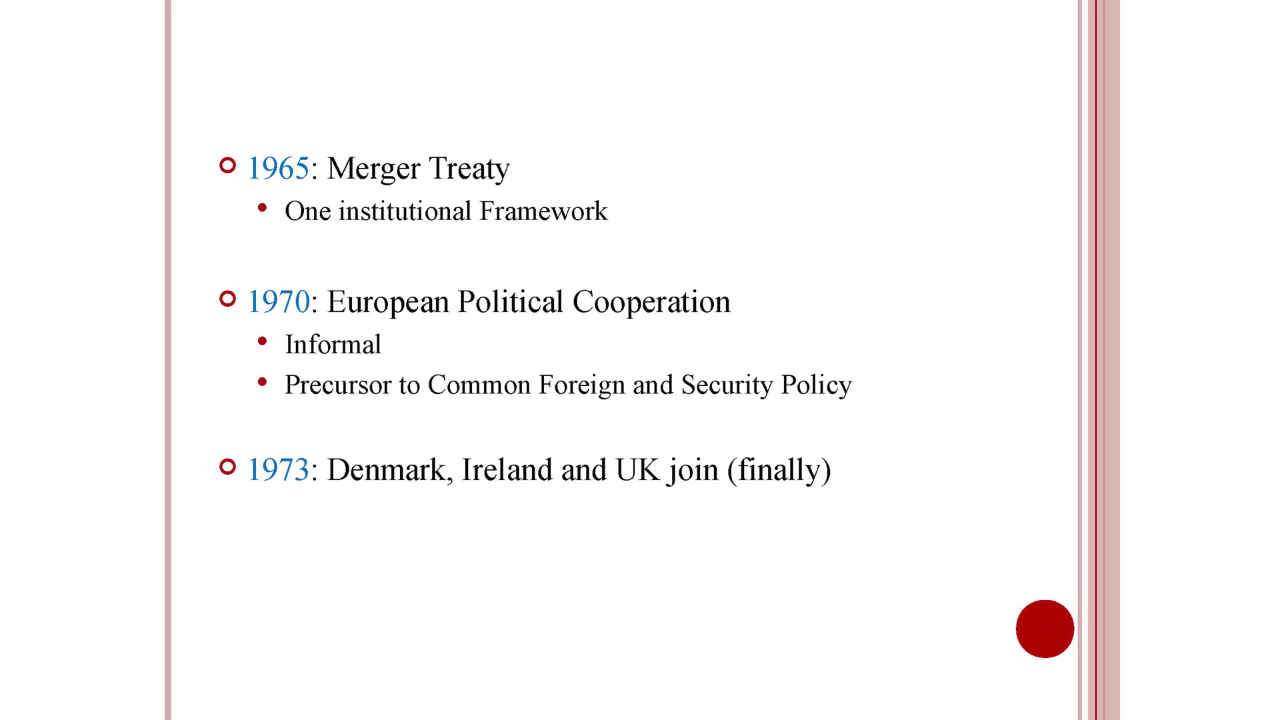 1965: Merger Treaty
One institutional Framework
1970: European Political Cooperation
Informal
Precursor to Common Foreign and Security Policy
1973: Denmark, Ireland and UK join (finally)